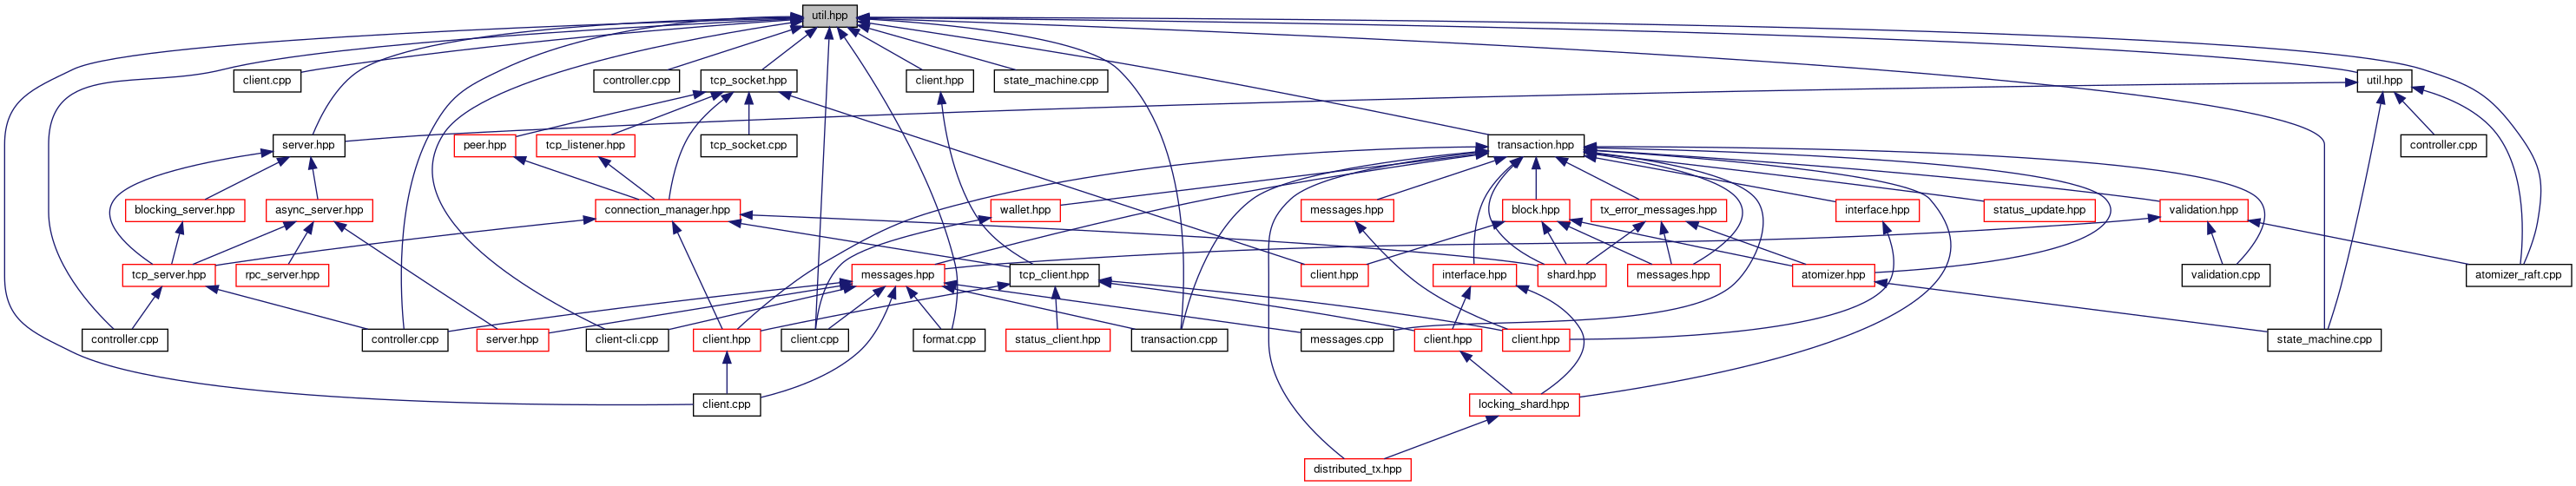 util.hpp
client.cpp
controller.cpp
tcp_socket.hpp
client.hpp
state_machine.cpp
util.hpp
server.hpp
peer.hpp
tcp_listener.hpp
tcp_socket.cpp
transaction.hpp
controller.cpp
blocking_server.hpp
async_server.hpp
connection_manager.hpp
wallet.hpp
messages.hpp
block.hpp
tx_error_messages.hpp
interface.hpp
status_update.hpp
validation.hpp
tcp_server.hpp
rpc_server.hpp
messages.hpp
tcp_client.hpp
client.hpp
interface.hpp
shard.hpp
messages.hpp
atomizer.hpp
validation.cpp
atomizer_raft.cpp
controller.cpp
controller.cpp
server.hpp
client-cli.cpp
client.hpp
client.cpp
format.cpp
status_client.hpp
transaction.cpp
messages.cpp
client.hpp
client.hpp
state_machine.cpp
client.cpp
locking_shard.hpp
distributed_tx.hpp